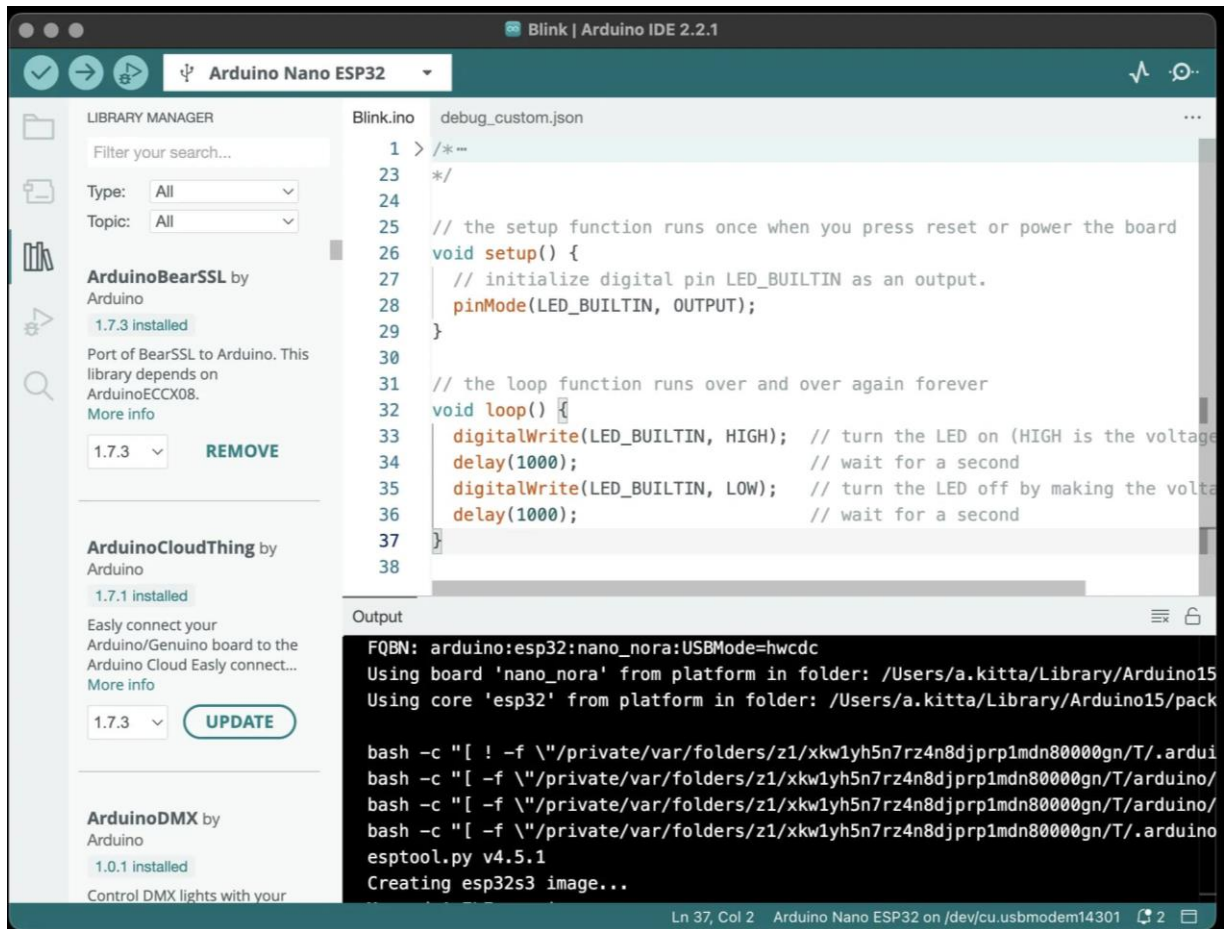 Blink | Arduino IDE 2.2.1
Arduino Nano ESP32
LIBRARY MANAGER
Filter your search...
Type: All
Topic: All
ArduinoBearSSL by
Arduino
1.7.3 installed
Port of BearSSL to Arduino. This
library depends on
ArduinoECCX08.
More info
1.7.3 REMOVE
ArduinoCloudThing by
Arduino
1.7.1 installed
Easly connect your
Arduino/Genuino board to the
Arduino Cloud Easly connect...
More info
1.7.3 UPDATE
ArduinoDMX by
Arduino
1.0.1 installed
Control DMX lights with your
Blink.ino debug_custom.json
1 /*
23 */
24
25 // the setup function runs once when you press reset or power the board
26 void setup() {
27 // initialize digital pin LED_BUILTIN as an output.
28 pinMode(LED_BUILTIN, OUTPUT);
29 }
30
31 // the loop function runs over and over again forever
32 void loop() {
33 digitalWrite(LED_BUILTIN, HIGH); // turn the LED on (HIGH is the voltage
34 delay(1000); // wait for a second
35 digitalWrite(LED_BUILTIN, LOW); // turn the LED off by making the volta
36 delay(1000); // wait for a second
37 }
38
Output
FQBN: arduino:esp32:nano_nora:USBMode=hwcdc
Using board 'nano_nora' from platform in folder: /Users/a.kitta/Library/Arduino15
Using core 'esp32' from platform in folder: /Users/a.kitta/Library/Arduino15/pack
bash -c "[ ! -f \"/private/var/folders/z1/xkw1yh5n7rz4n8djprp1mdn80000gn/T/.ardui
bash -c "[ -f \"/private/var/folders/z1/xkw1yh5n7rz4n8djprp1mdn80000gn/T/arduino/
bash -c "[ -f \"/private/var/folders/z1/xkw1yh5n7rz4n8djprp1mdn80000gn/T/arduino/
bash -c "[ -f \"/private/var/folders/z1/xkw1yh5n7rz4n8djprp1mdn80000gn/T/.arduino
esptool.py v4.5.1
Creating esp32s3 image...
Ln 37, Col 2 Arduino Nano ESP32 on /dev/cu.usbmodem14301 2